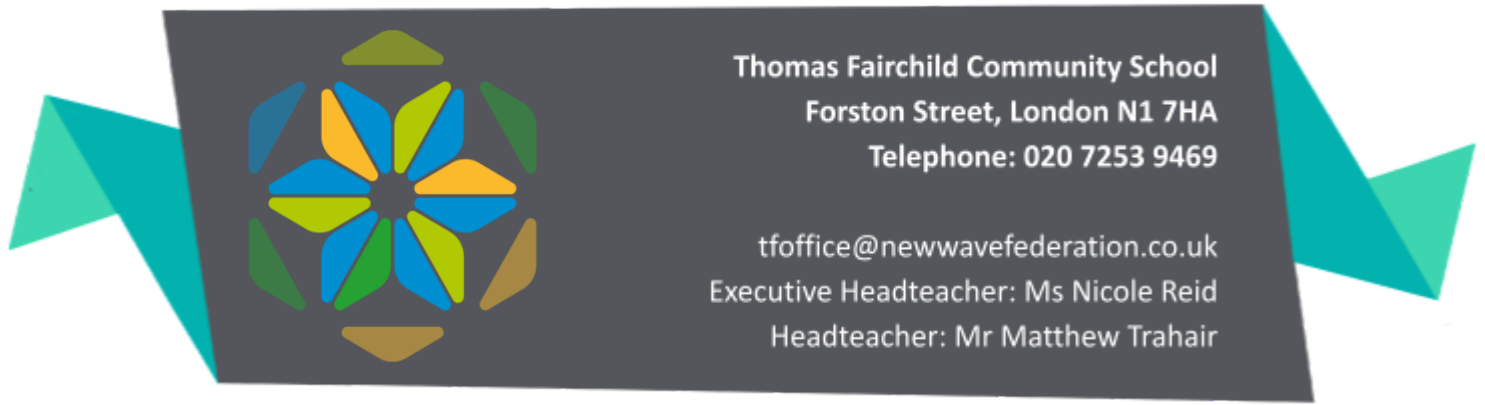 Thomas Fairchild Community School
Forston Street, London N1 7HA
Telephone: 020 7253 9469
tfoffice@newwavefederation.co.uk
Executive Headteacher: Ms Nicole Reid
Headteacher: Mr Matthew Trahair